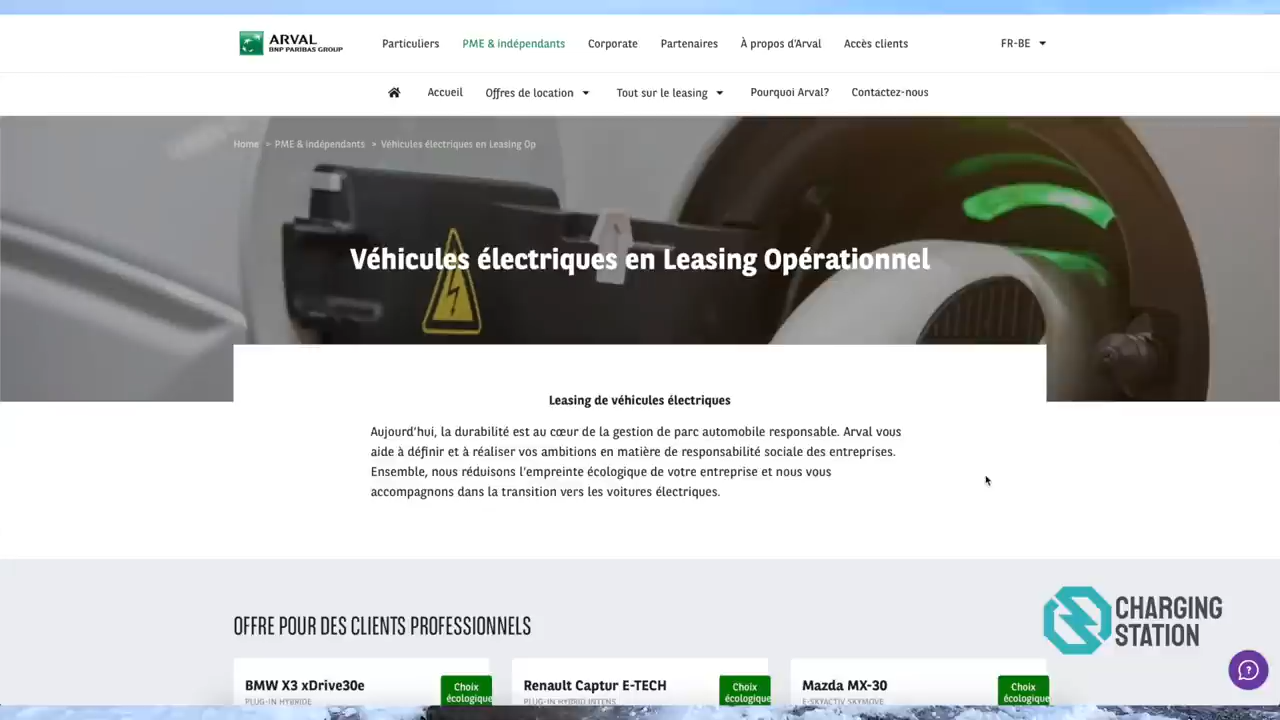 ARVAL
BNP PARIBAS GROUP
Particuliers
PME & indépendants
Corporate
Partenaires
À propos d'Arval
Accès clients
FR-BE
Accueil
Offres de location
Tout sur le leasing
Pourquoi Arval?
Contactez-nous
Home > PME & indépendants > Véhicules électriques en Leasing Op
Véhicules électriques en Leasing Opérationnel
Leasing de véhicules électriques
Aujourd'hui, la durabilité est au cœur de la gestion de parc automobile responsable. Arval vous
aide à définir et à réaliser vos ambitions en matière de responsabilité sociale des entreprises.
Ensemble, nous réduisons l'empreinte écologique de votre entreprise et nous vous
accompagnons dans la transition vers les voitures électriques.
CHARGING
STATION
OFFRE POUR DES CLIENTS PROFESSIONNELS
BMW X3 xDrive30e
PLUG-IN HYBRIDE
Choix
écologique
Renault Captur E-TECH
PLUG-IN HYBRID INTENS
Choix
écologique
Mazda MX-30
E-SKYACTIV SKYMOVE
Choix
écologique